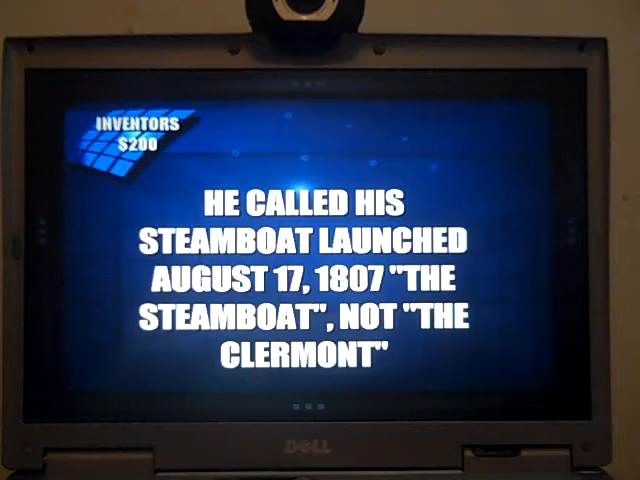 INVENTORS
$200
HE CALLED HIS
STEAMBOAT LAUNCHED
AUGUST 17, 1807 "THE
STEAMBOAT", NOT "THE
CLERMONT"
DELL